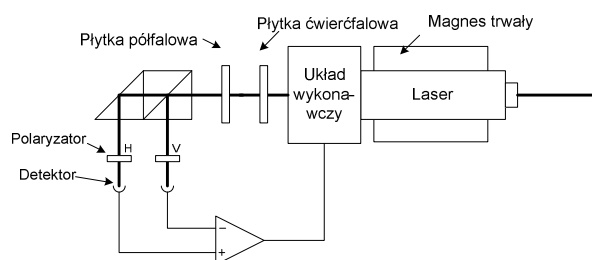 Płytka ćwierćfalowa
Magnes trwały
Płytka półfalowa
Układ
wykona-
wczy
Laser
Polaryzator
H
V
Detektor
−
+